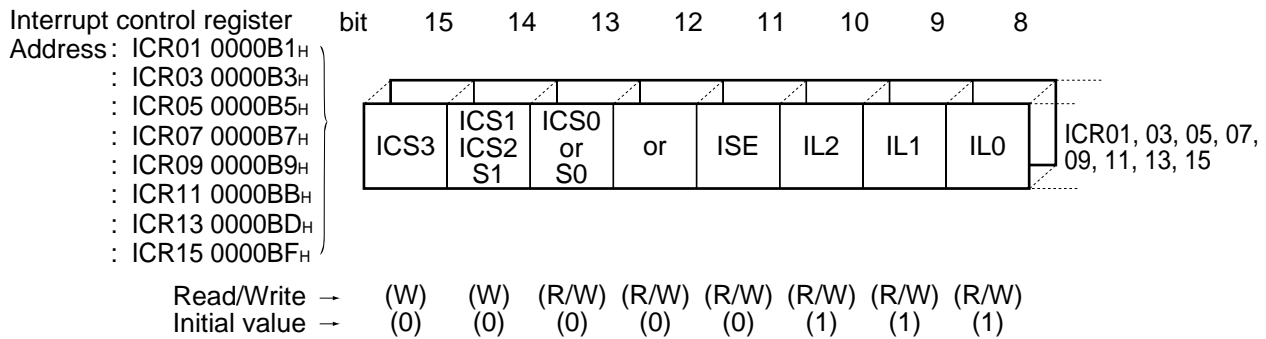 Interrupt control register bit 15 14 13 12 11 10 9 8
Address : ICR01 0000B1H
: ICR03 0000B3H
: ICR05 0000B5H
: ICR07 0000B7H
: ICR09 0000B9H
: ICR11 0000BBH
: ICR13 0000BDH
: ICR15 0000BFH
ICS3
ICS1
ICS2
S1
ICS0
or
S0
or
ISE
IL2
IL1
IL0
ICR01, 03, 05, 07,
09, 11, 13, 15
Read/Write → (W) (W) (R/W) (R/W) (R/W) (R/W) (R/W) (R/W)
Initial value → (0) (0) (0) (0) (0) (1) (1) (1)